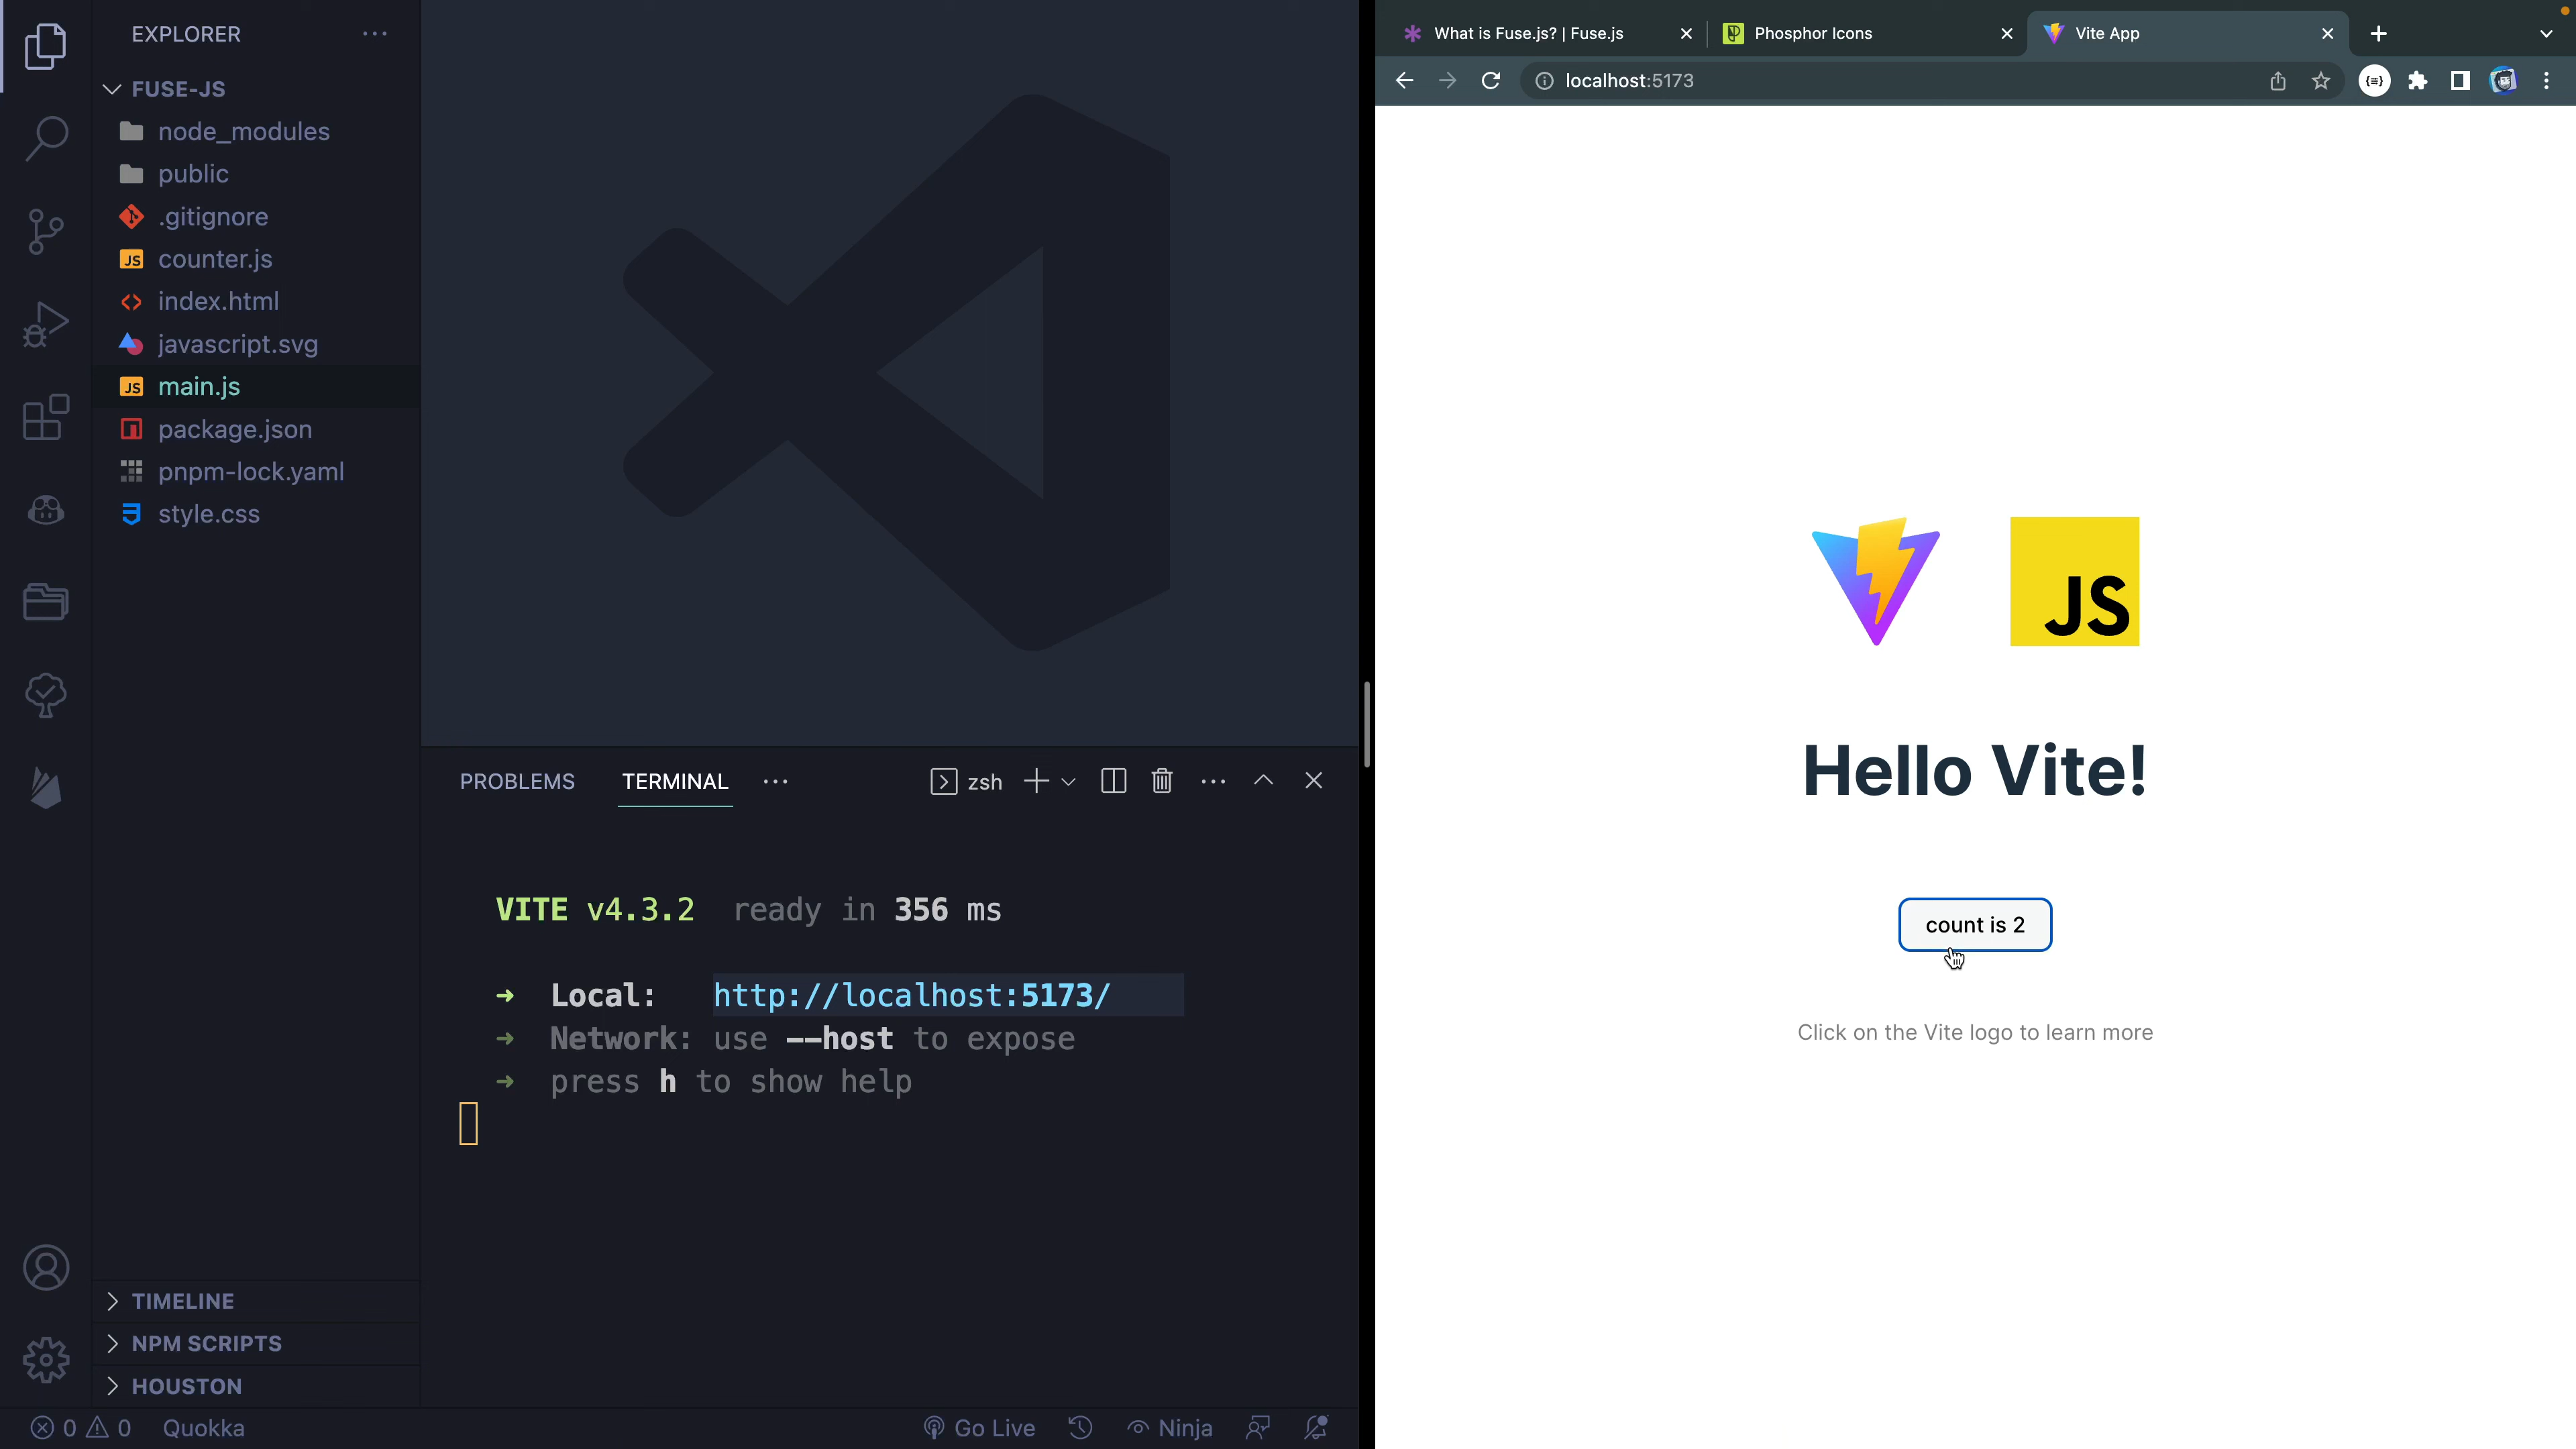 EXPLORER
FUSE-JS
node_modules
public
.gitignore
JS counter.js
index.html
javascript.svg
JS main.js
package.json
pnpm-lock.yaml
style.css
TIMELINE
NPM SCRIPTS
HOUSTON
PROBLEMS TERMINAL zsh
VITE v4.3.2 ready in 356 ms
➜ Local: http://localhost:5173/
➜ Network: use --host to expose
➜ press h to show help
0 0 Quokka Go Live Ninja
What is Fuse.js? | Fuse.js Phosphor Icons Vite App
localhost:5173
JS
Hello Vite!
count is 2
Click on the Vite logo to learn more